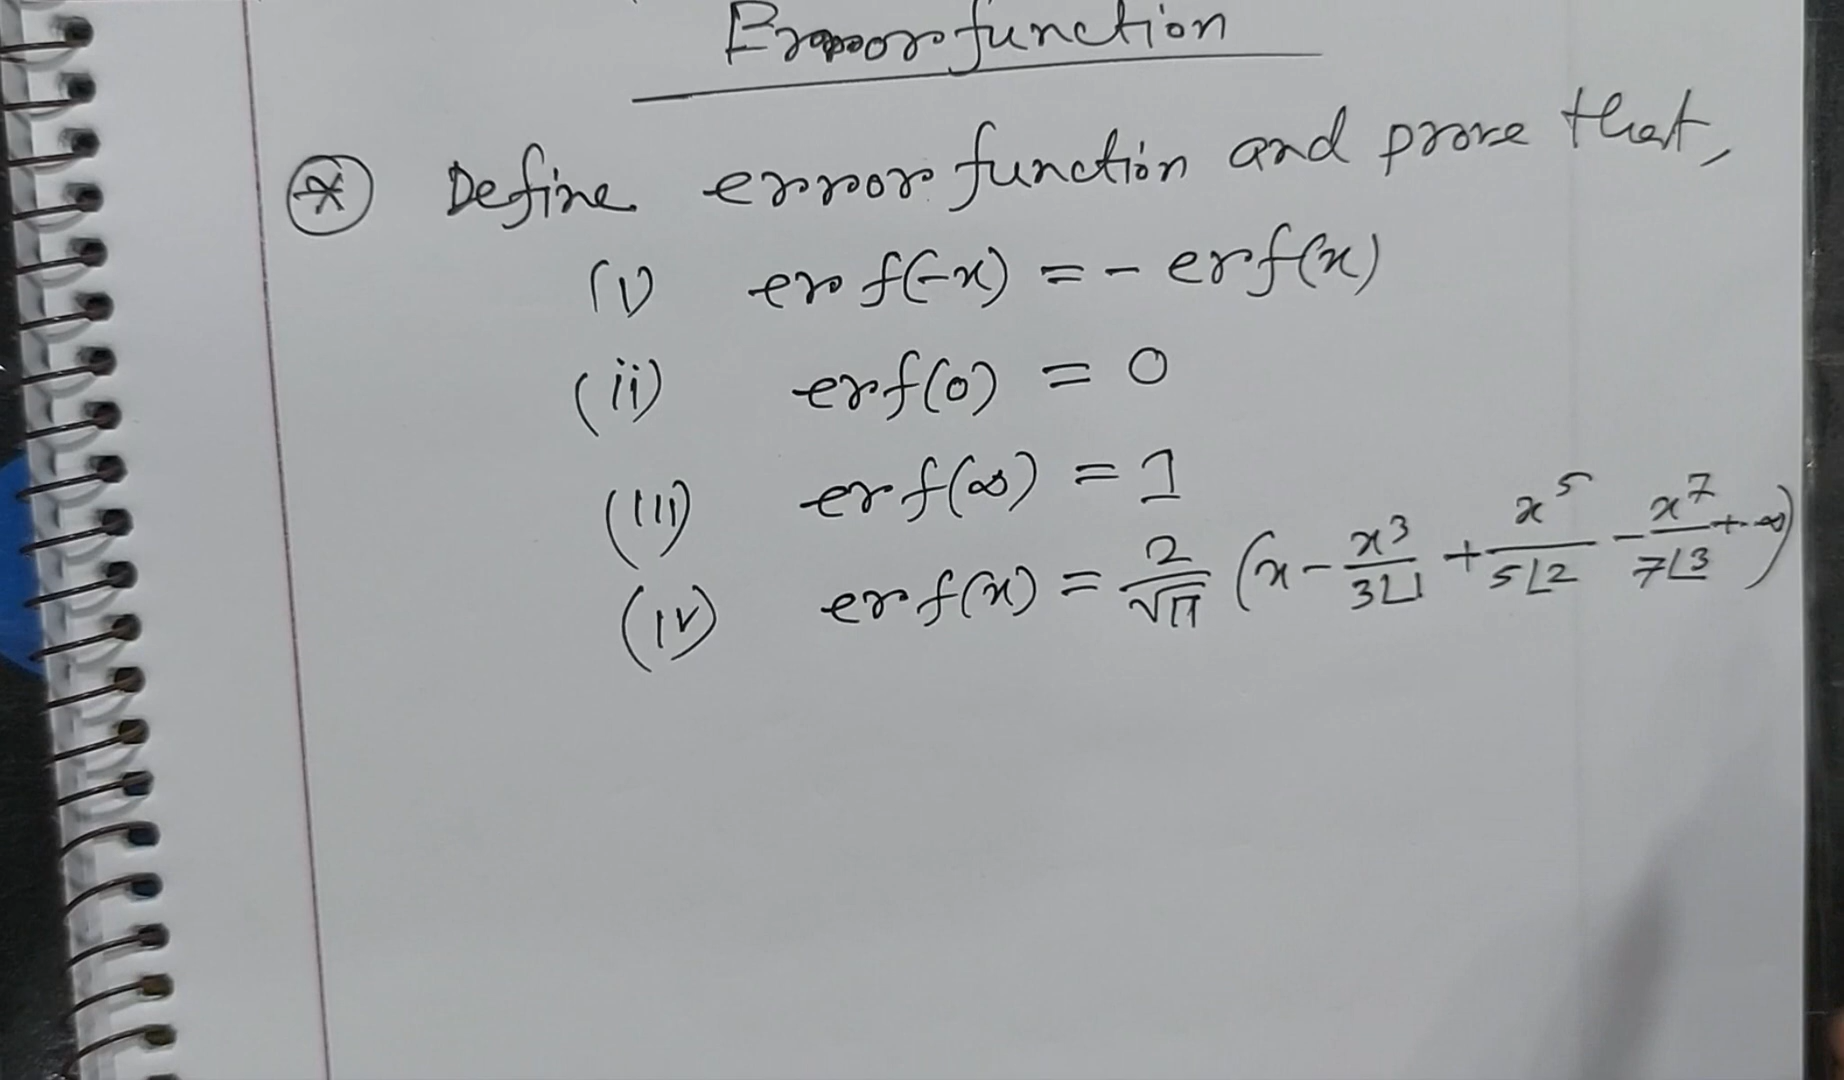 Error function
(*) Define error function and prove that,
(i) erf(-x) = - erf(x)
(ii) erf(0) = 0
(iii) erf(∞) = 1
(iv) erf(x) = 2/√π (x - x³/3⌊1 + x⁵/5⌊2 - x⁷/7⌊3 + - ∞)